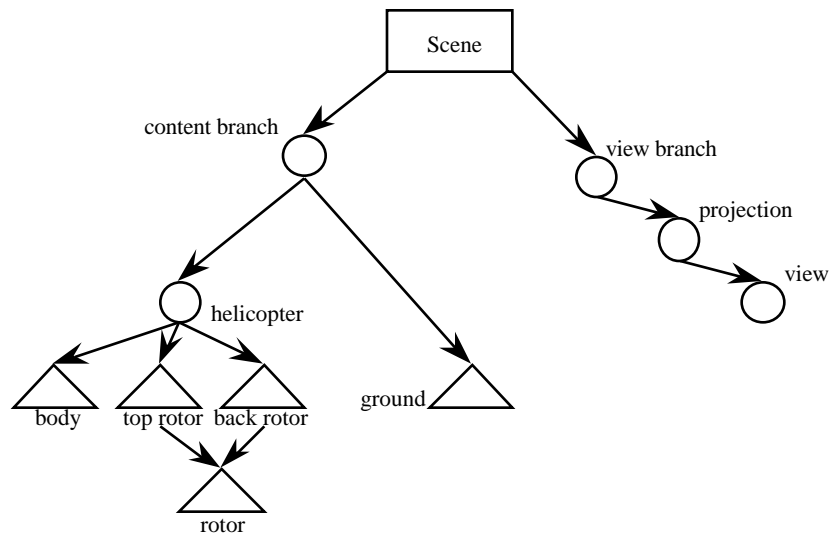 Scene
content branch
view branch
projection
view
helicopter
ground
body
top rotor
back rotor
rotor